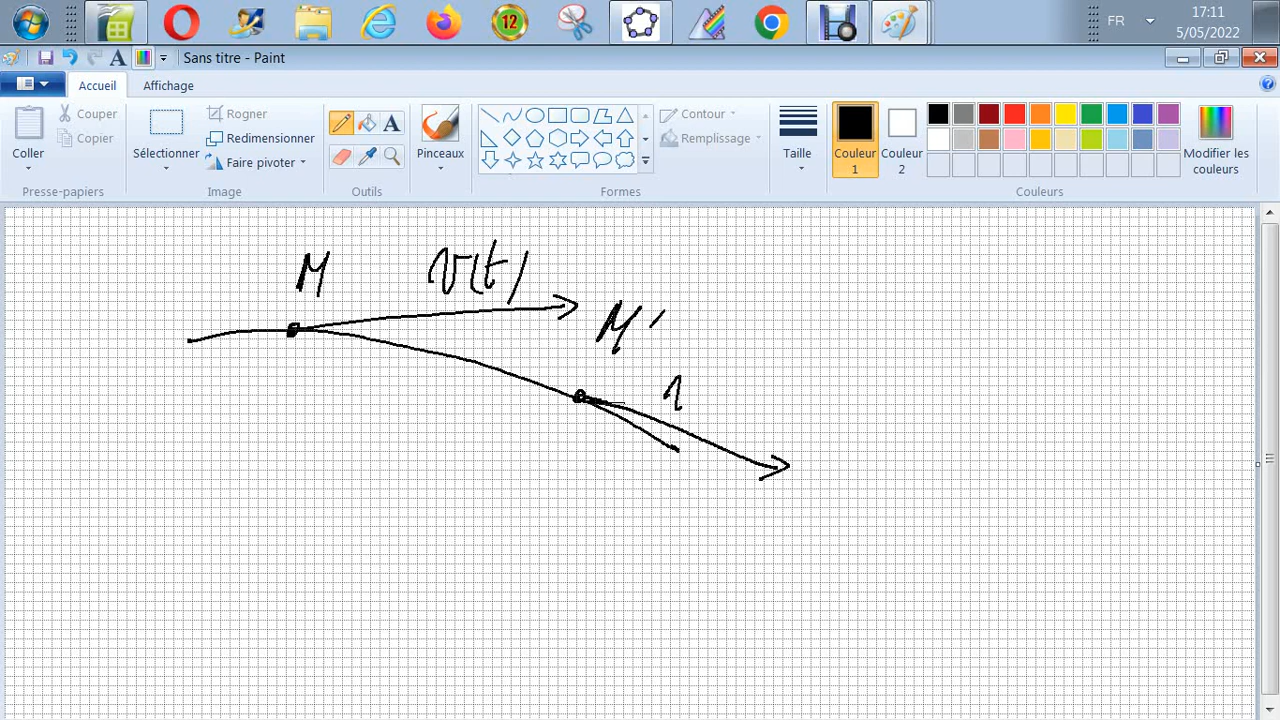 12
FR
17:11
5/05/2022
Sans titre - Paint
Accueil
Affichage
Coller
Couper
Copier
Presse-papiers
Sélectionner
Rogner
Redimensionner
Faire pivoter
Image
Outils
Pinceaux
Formes
Contour
Remplissage
Taille
Couleur 1
Couleur 2
Couleurs
Modifier les couleurs
M
V(t)
M'